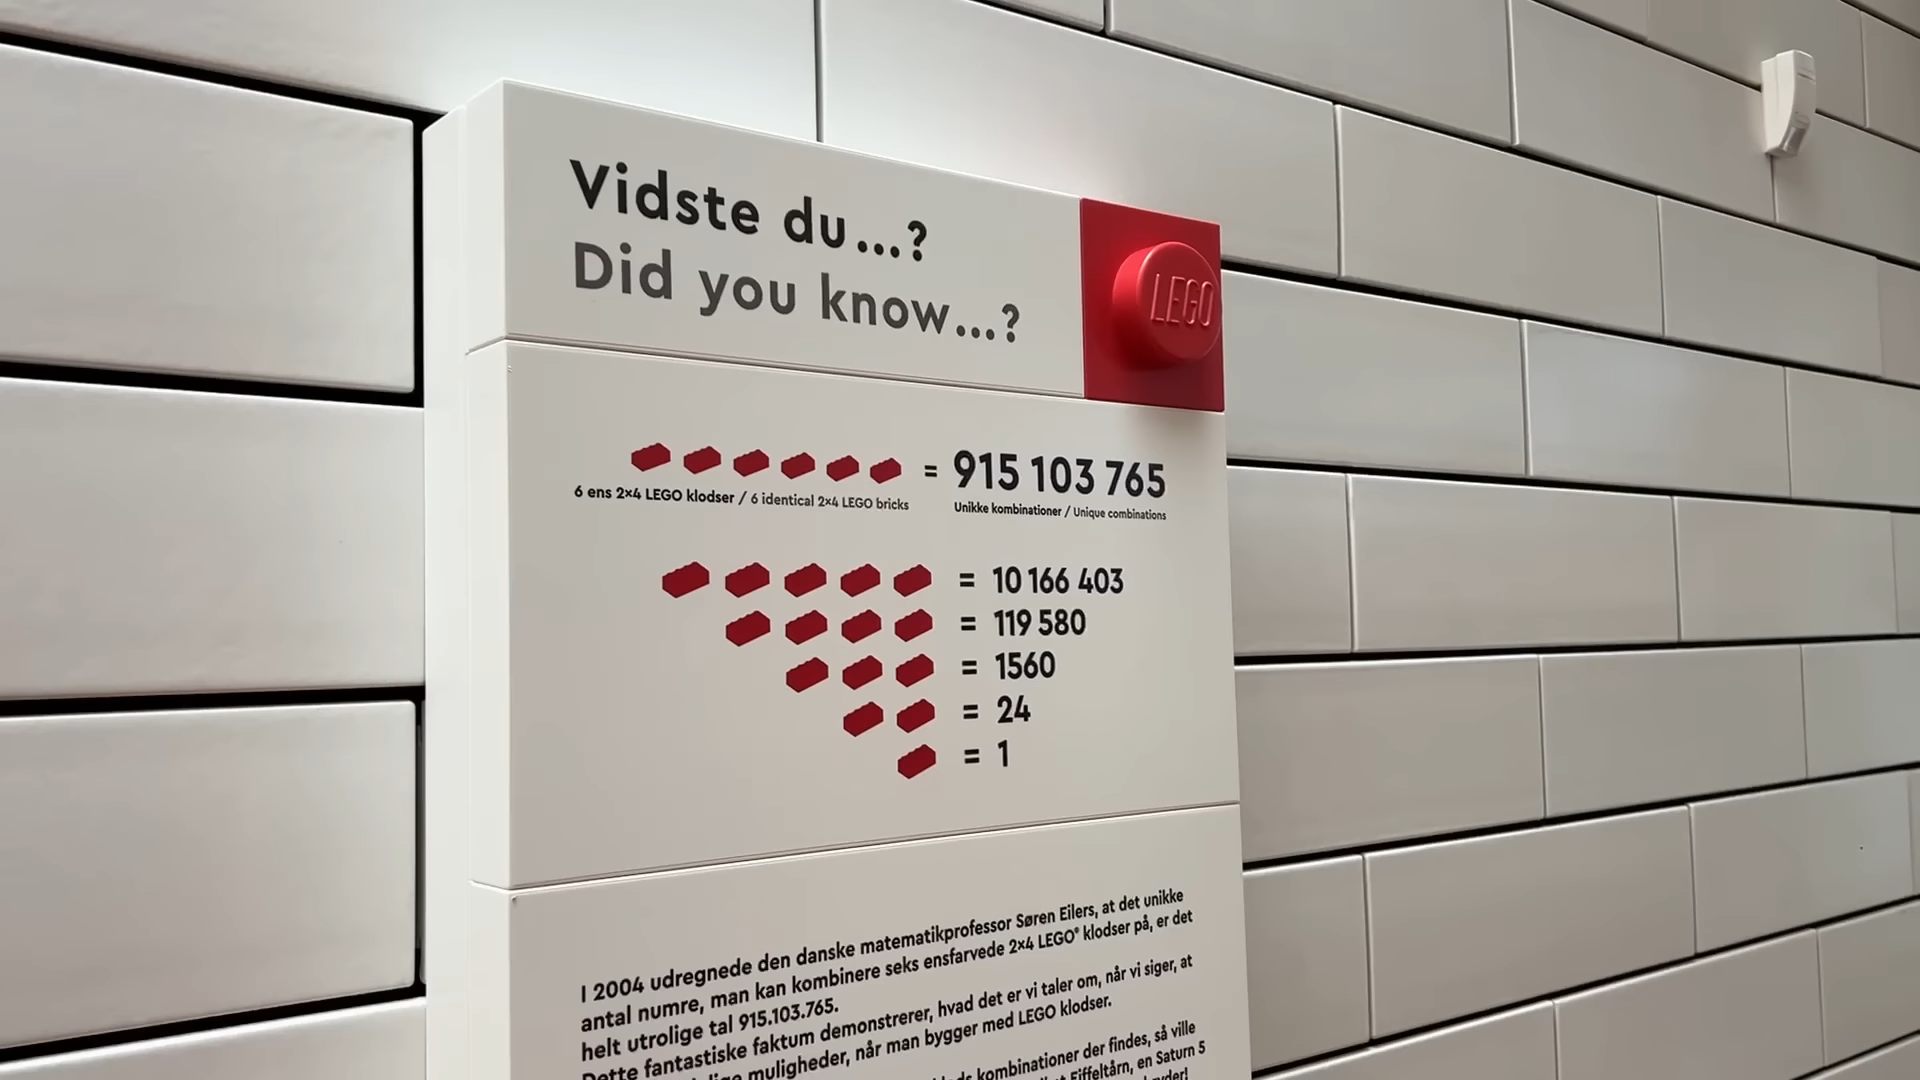 Vidste du...?
Did you know...?
LEGO
= 915 103 765
6 ens 2×4 LEGO klodser / 6 identical 2×4 LEGO bricks
Unikke kombinationer / Unique combinations
= 10 166 403
= 119 580
= 1560
= 24
= 1
I 2004 udregnede den danske matematikprofessor Søren Eilers, at det unikke
antal numre, man kan kombinere seks ensfarvede 2×4 LEGO® klodser på, er det
helt utrolige tal 915.103.765.
Dette fantastiske faktum demonstrerer, hvad det er vi taler om, når vi siger, at
muligheder, når man bygger med LEGO klodser.
kombinationer der findes, så ville
Eiffeltårn, en Saturn 5